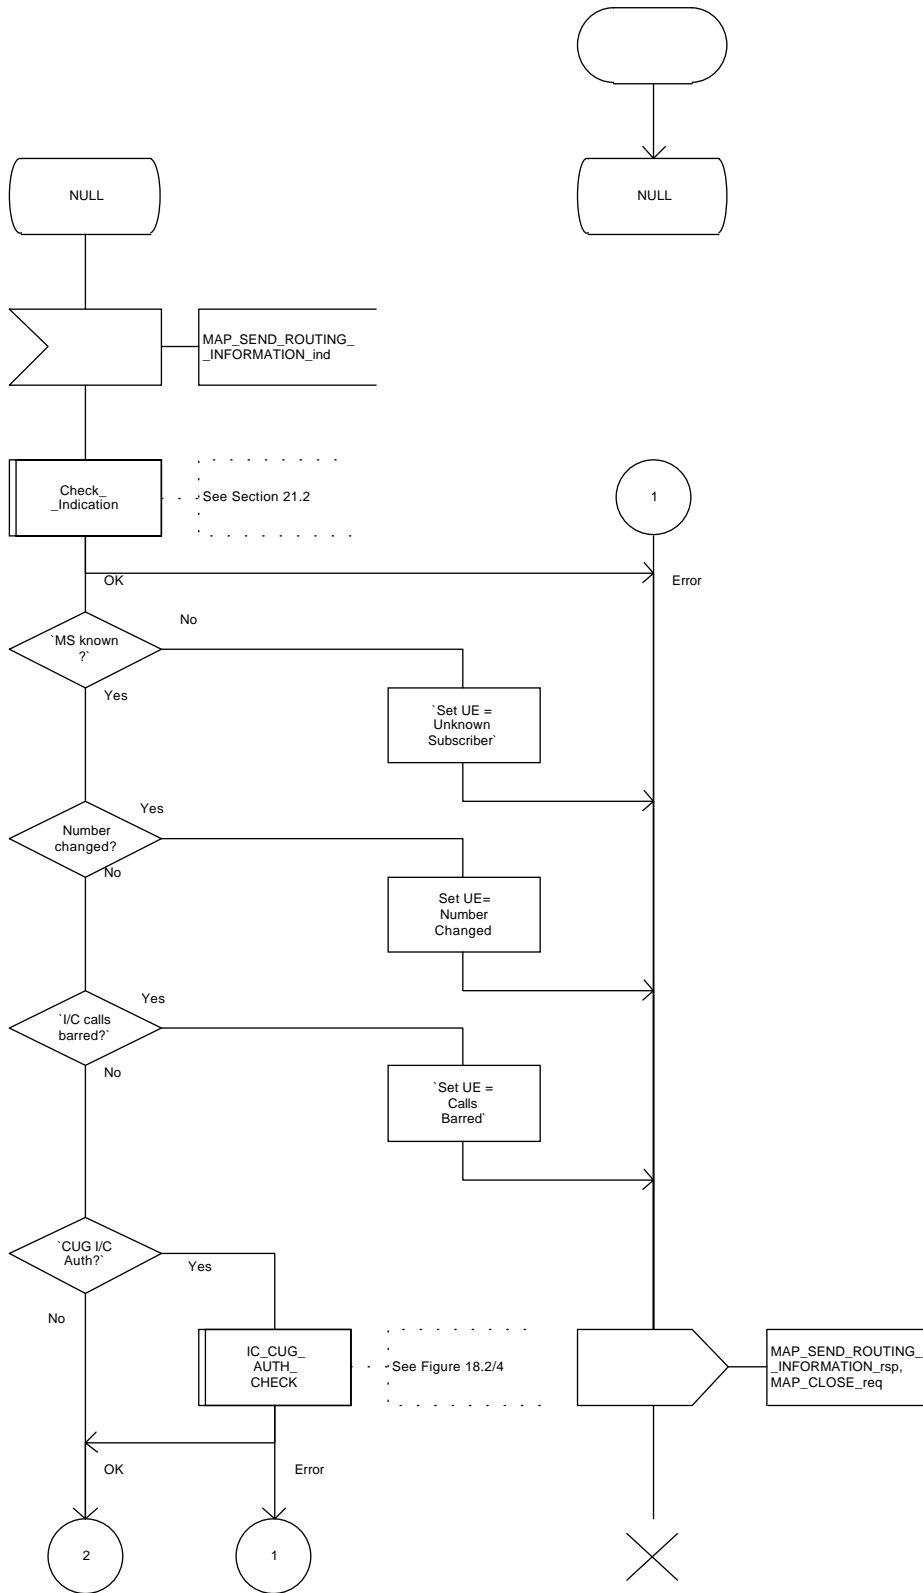 NULL
NULL
MAP_SEND_ROUTING_
_INFORMATION_ind
Check_
_Indication
See Section 21.2
1
OK
Error
No
`MS known
?`
Yes
`Set UE =
Unknown
Subscriber`
Yes
Number
changed?
No
Set UE=
Number
Changed
Yes
`I/C calls
barred?`
No
`Set UE =
Calls
Barred`
`CUG I/C
Auth?`
Yes
No
IC_CUG_
AUTH_
CHECK
See Figure 18.2/4
MAP_SEND_ROUTING_
_INFORMATION_rsp,
MAP_CLOSE_req
OK
Error
2
1